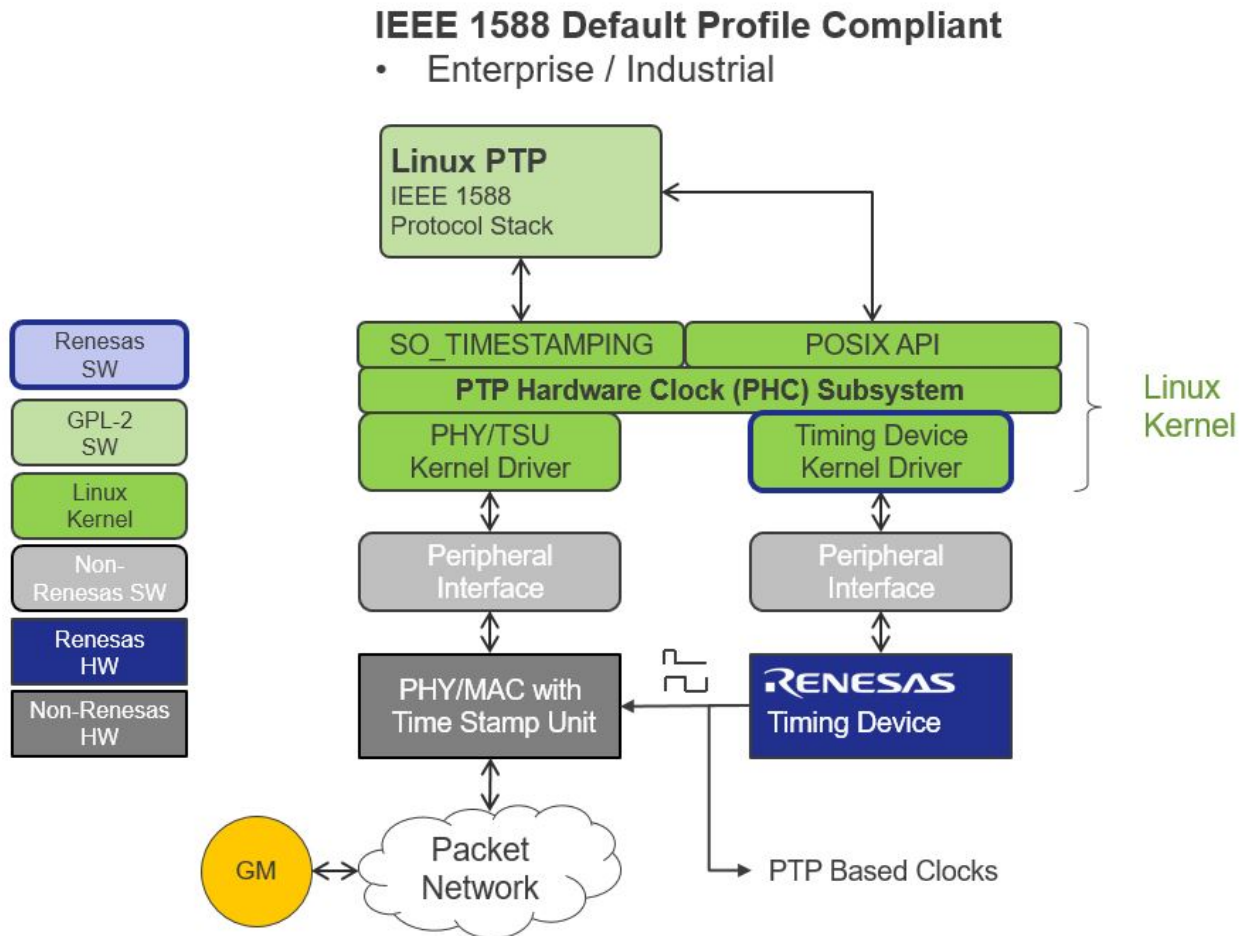 IEEE 1588 Default Profile Compliant
• Enterprise / Industrial
Linux PTP
IEEE 1588
Protocol Stack
Renesas
SW
GPL-2
SW
Linux
Kernel
Non-
Renesas SW
Renesas
HW
Non-Renesas
HW
SO_TIMESTAMPING
POSIX API
PTP Hardware Clock (PHC) Subsystem
PHY/TSU
Kernel Driver
Timing Device
Kernel Driver
Linux
Kernel
Peripheral
Interface
Peripheral
Interface
PHY/MAC with
Time Stamp Unit
RENESAS
Timing Device
GM
Packet
Network
PTP Based Clocks